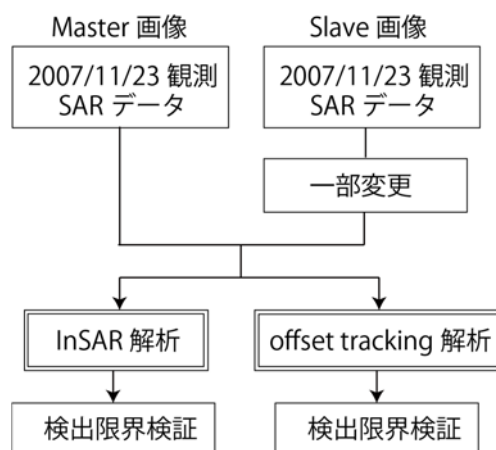 Master 画像
Slave 画像
2007/11/23 観測
SAR データ
2007/11/23 観測
SAR データ
一部変更
InSAR 解析
offset tracking 解析
検出限界検証
検出限界検証